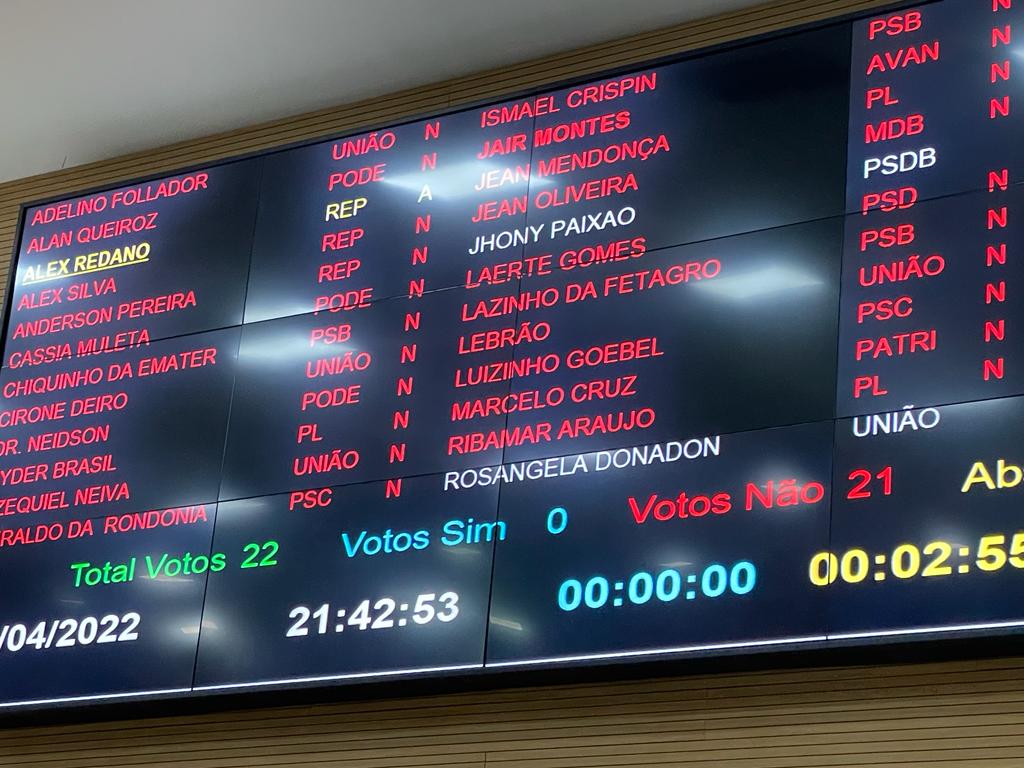 ADELINO FOLLADOR UNIÃO N ISMAEL CRISPIN PSB N
ALAN QUEIROZ PODE N JAIR MONTES AVAN N
ALEX REDANO REP A JEAN MENDONÇA PL N
ALEX SILVA REP N JEAN OLIVEIRA MDB N
ANDERSON PEREIRA REP N JHONY PAIXAO PSDB
CASSIA MULETA PODE N LAERTE GOMES PSD N
CHIQUINHO DA EMATER PSB N LAZINHO DA FETAGRO PSB N
CIRONE DEIRO UNIÃO N LEBRÃO UNIÃO N
DR. NEIDSON PODE N LUIZINHO GOEBEL PSC N
YDER BRASIL PL N MARCELO CRUZ PATRI N
ZEQUIEL NEIVA UNIÃO N RIBAMAR ARAUJO PL N
RALDO DA RONDONIA PSC N ROSANGELA DONADON UNIÃO
Total Votos 22 Votos Sim 0 Votos Não 21 Ab
/04/2022 21:42:53 00:00:00 00:02:55